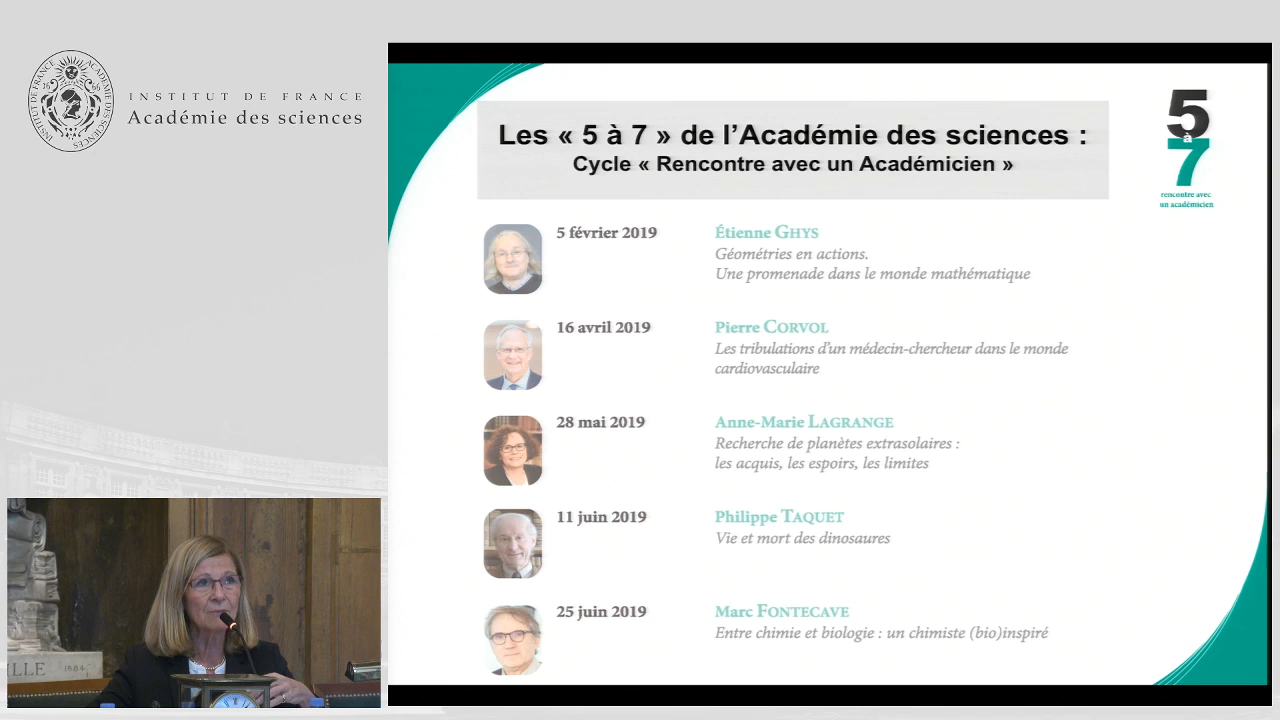 INSTITUT DE FRANCE
Académie des sciences
Les « 5 à 7 » de l’Académie des sciences :
Cycle « Rencontre avec un Académicien »
5
à
7
rencontre avec
un académicien
5 février 2019
Étienne GHYS
Géométries en actions.
Une promenade dans le monde mathématique
16 avril 2019
Pierre CORVOL
Les tribulations d’un médecin-chercheur dans le monde
cardiovasculaire
28 mai 2019
Anne-Marie LAGRANGE
Recherche de planètes extrasolaires :
les acquis, les espoirs, les limites
11 juin 2019
Philippe TAQUET
Vie et mort des dinosaures
25 juin 2019
Marc FONTECAVE
Entre chimie et biologie : un chimiste (bio)inspiré
ILLE 1884